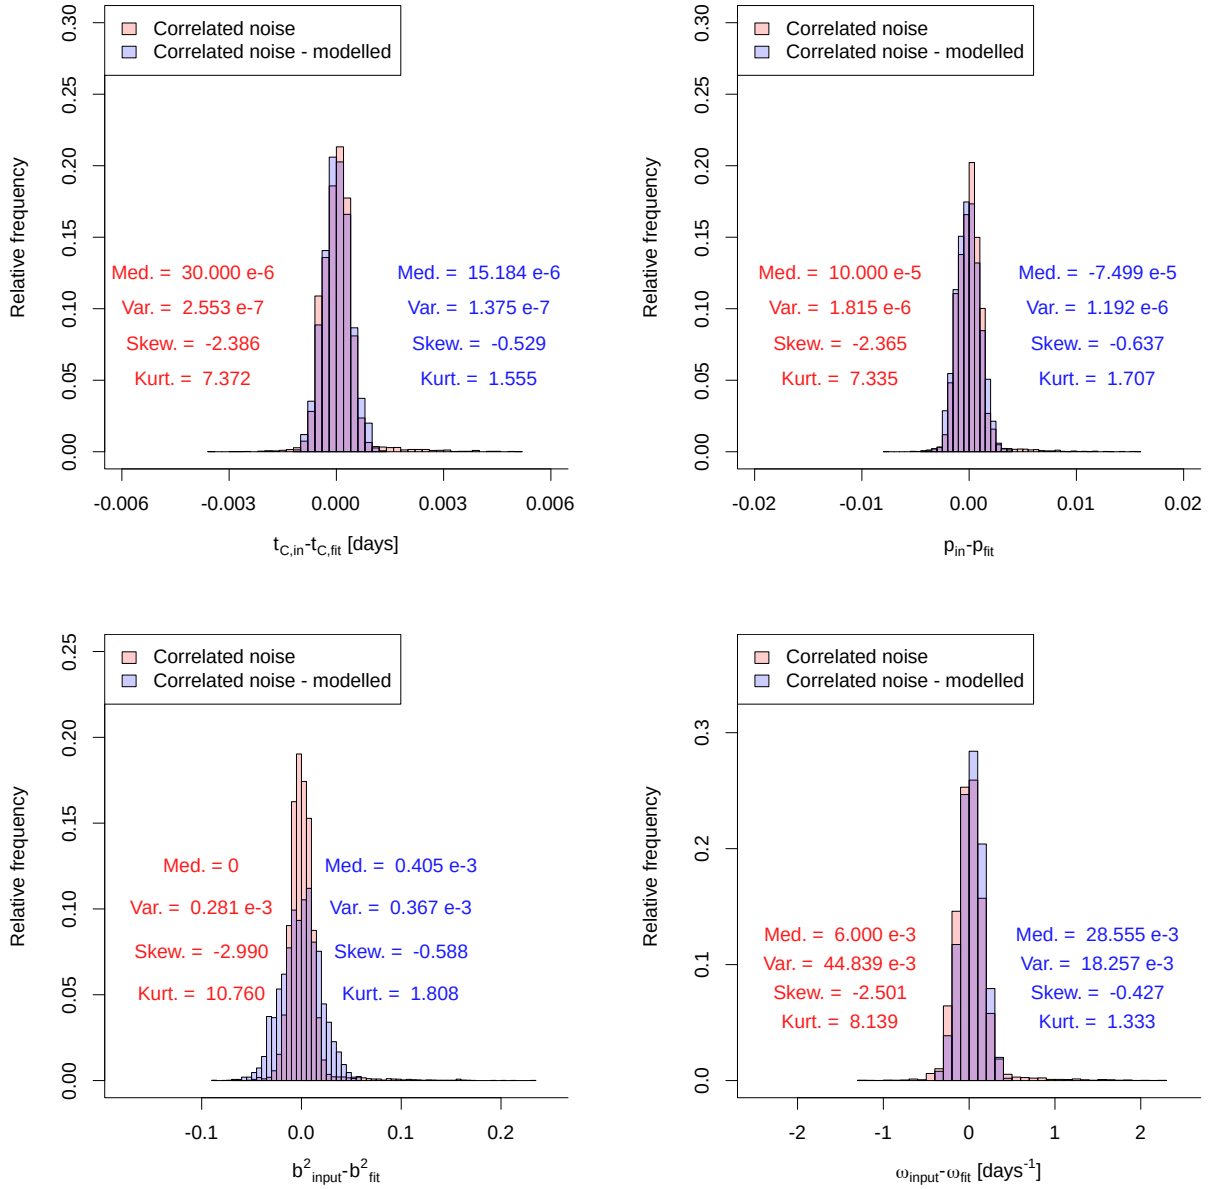 Correlated noise
Correlated noise - modelled
Relative frequency
0.00 0.05 0.10 0.15 0.20 0.25 0.30
Med. = 30.000 e-6
Var. = 2.553 e-7
Skew. = -2.386
Kurt. = 7.372
Med. = 15.184 e-6
Var. = 1.375 e-7
Skew. = -0.529
Kurt. = 1.555
-0.006 -0.003 0.000 0.003 0.006
t_C,in-t_C,fit [days]
Correlated noise
Correlated noise - modelled
Relative frequency
0.00 0.05 0.10 0.15 0.20 0.25 0.30
Med. = 10.000 e-5
Var. = 1.815 e-6
Skew. = -2.365
Kurt. = 7.335
Med. = -7.499 e-5
Var. = 1.192 e-6
Skew. = -0.637
Kurt. = 1.707
-0.02 -0.01 0.00 0.01 0.02
p_in-p_fit
Correlated noise
Correlated noise - modelled
Relative frequency
0.00 0.05 0.10 0.15 0.20 0.25
Med. = 0
Var. = 0.281 e-3
Skew. = -2.990
Kurt. = 10.760
Med. = 0.405 e-3
Var. = 0.367 e-3
Skew. = -0.588
Kurt. = 1.808
-0.1 0.0 0.1 0.2
b²_input-b²_fit
Correlated noise
Correlated noise - modelled
Relative frequency
0.0 0.1 0.2 0.3
Med. = 6.000 e-3
Var. = 44.839 e-3
Skew. = -2.501
Kurt. = 8.139
Med. = 28.555 e-3
Var. = 18.257 e-3
Skew. = -0.427
Kurt. = 1.333
-2 -1 0 1 2
ω_input-ω_fit [days⁻¹]